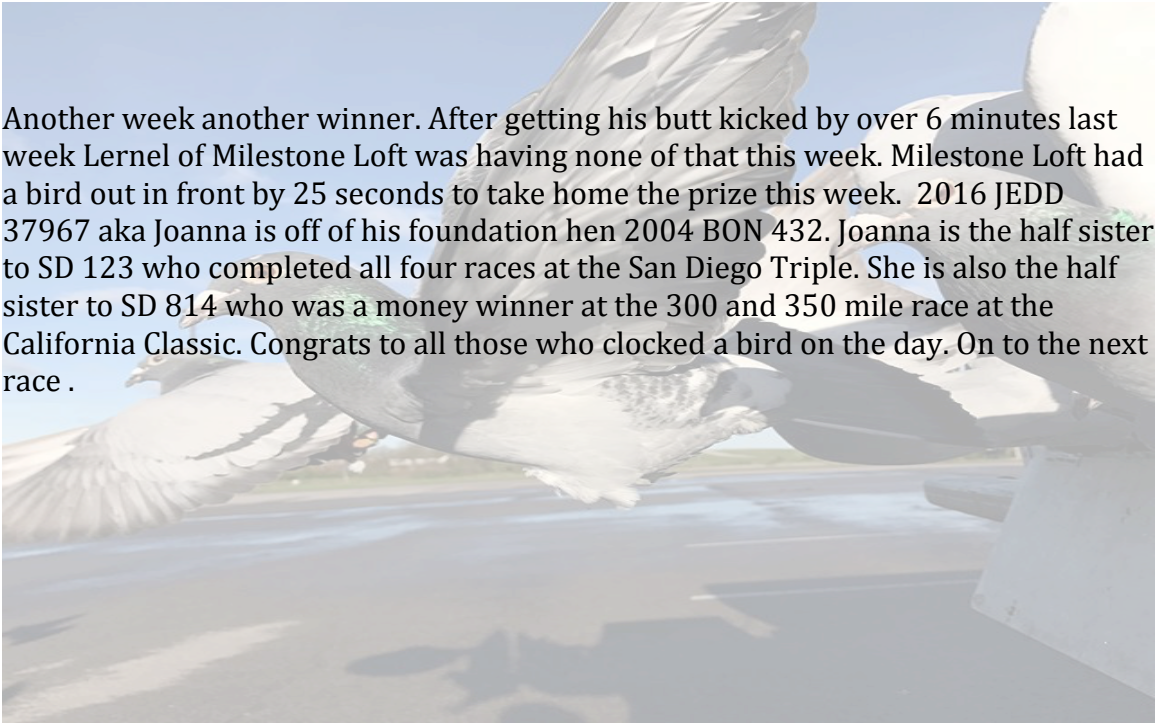 Another week another winner. After getting his butt kicked by over 6 minutes last
week Lernel of Milestone Loft was having none of that this week. Milestone Loft had
a bird out in front by 25 seconds to take home the prize this week.  2016 JEDD
37967 aka Joanna is off of his foundation hen 2004 BON 432. Joanna is the half sister
to SD 123 who completed all four races at the San Diego Triple. She is also the half
sister to SD 814 who was a money winner at the 300 and 350 mile race at the
California Classic. Congrats to all those who clocked a bird on the day. On to the next
race .